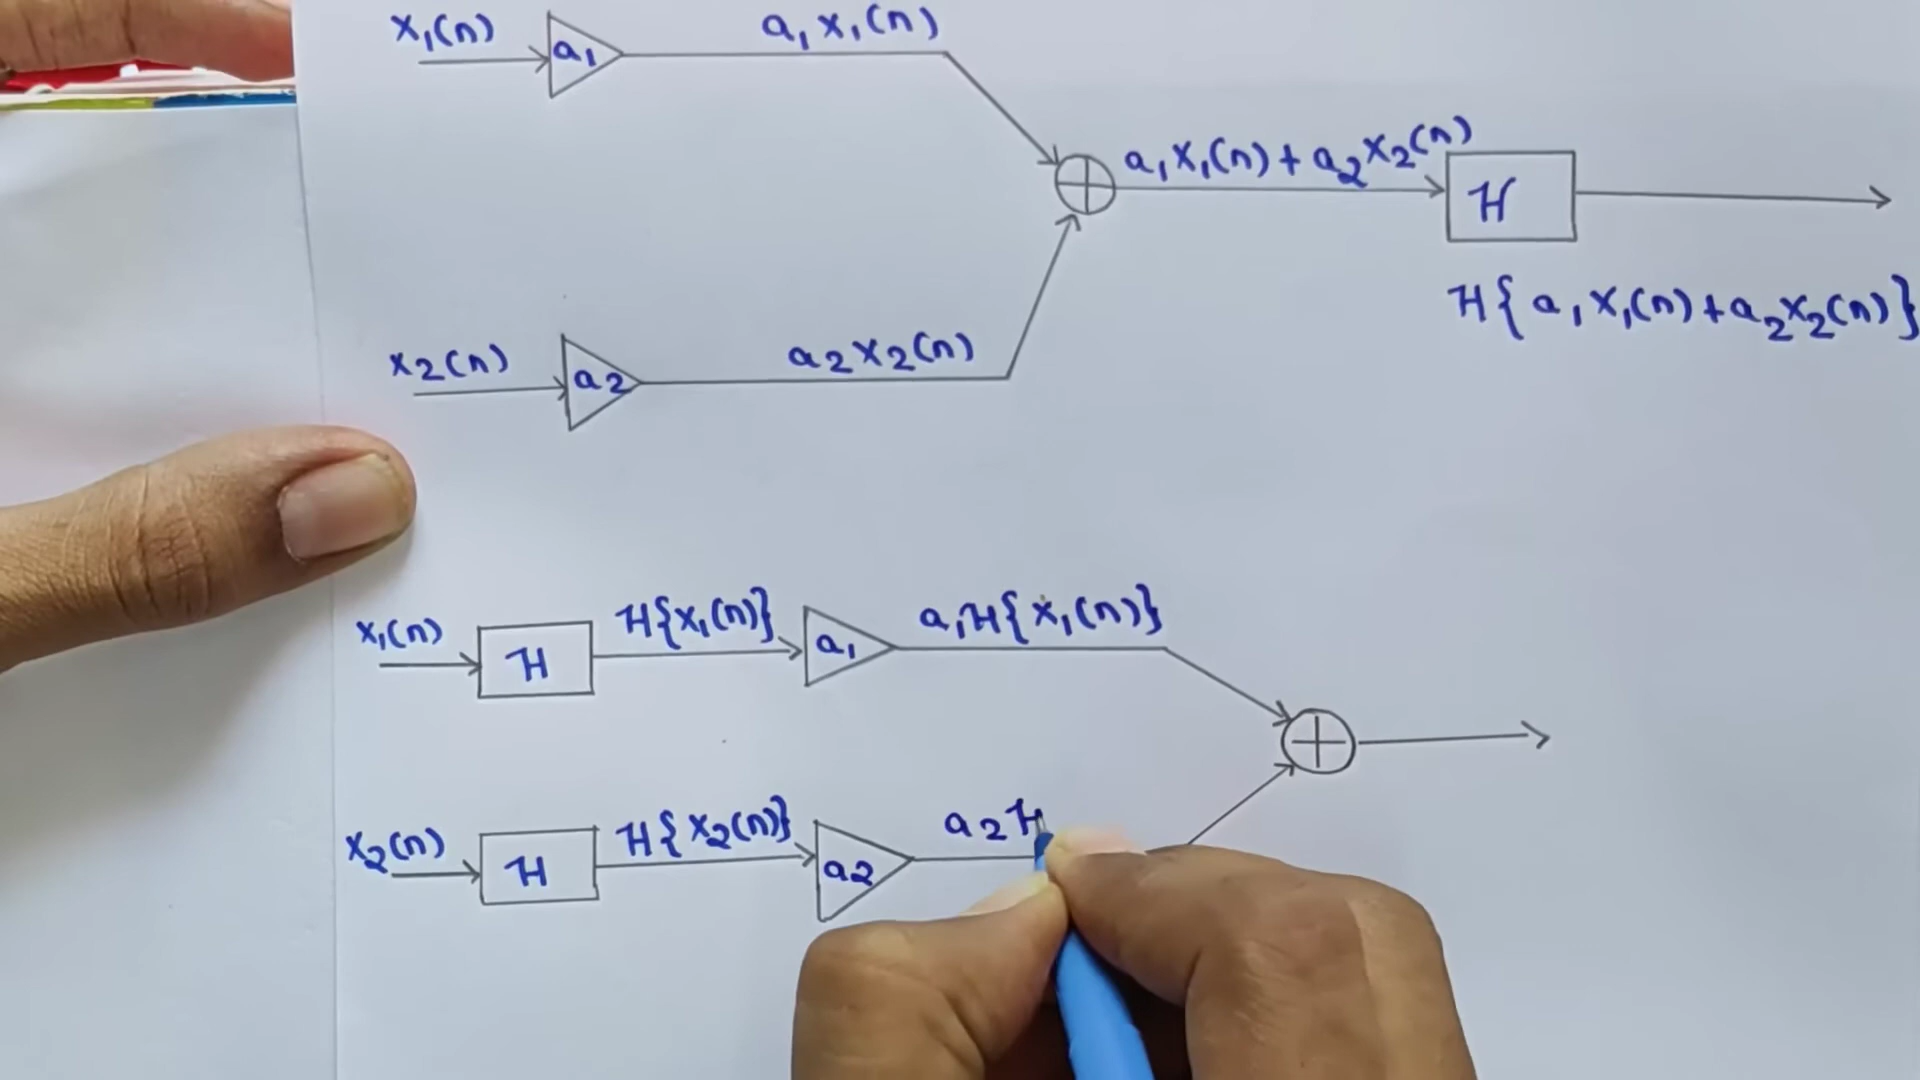 x₁(n)
a₁
a₁x₁(n)
a₁x₁(n) + a₂x₂(n)
H
H{a₁x₁(n) + a₂x₂(n)}
x₂(n)
a₂
a₂x₂(n)
x₁(n)
H
H{x₁(n)}
a₁
a₁H{x₁(n)}
x₂(n)
H
H{x₂(n)}
a₂
a₂H